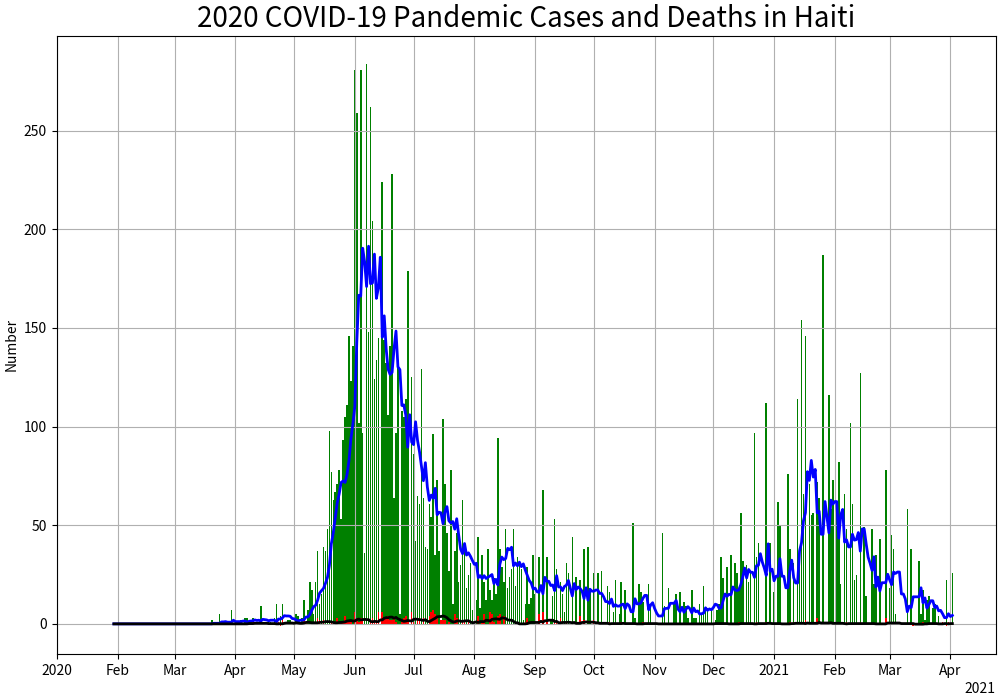 2020 COVID-19 Pandemic Cases and Deaths in Haiti
Number
250
200
150
100
50
0
2020 Feb Mar Apr May Jun Jul Aug Sep Oct Nov Dec 2021 Feb Mar Apr
2021